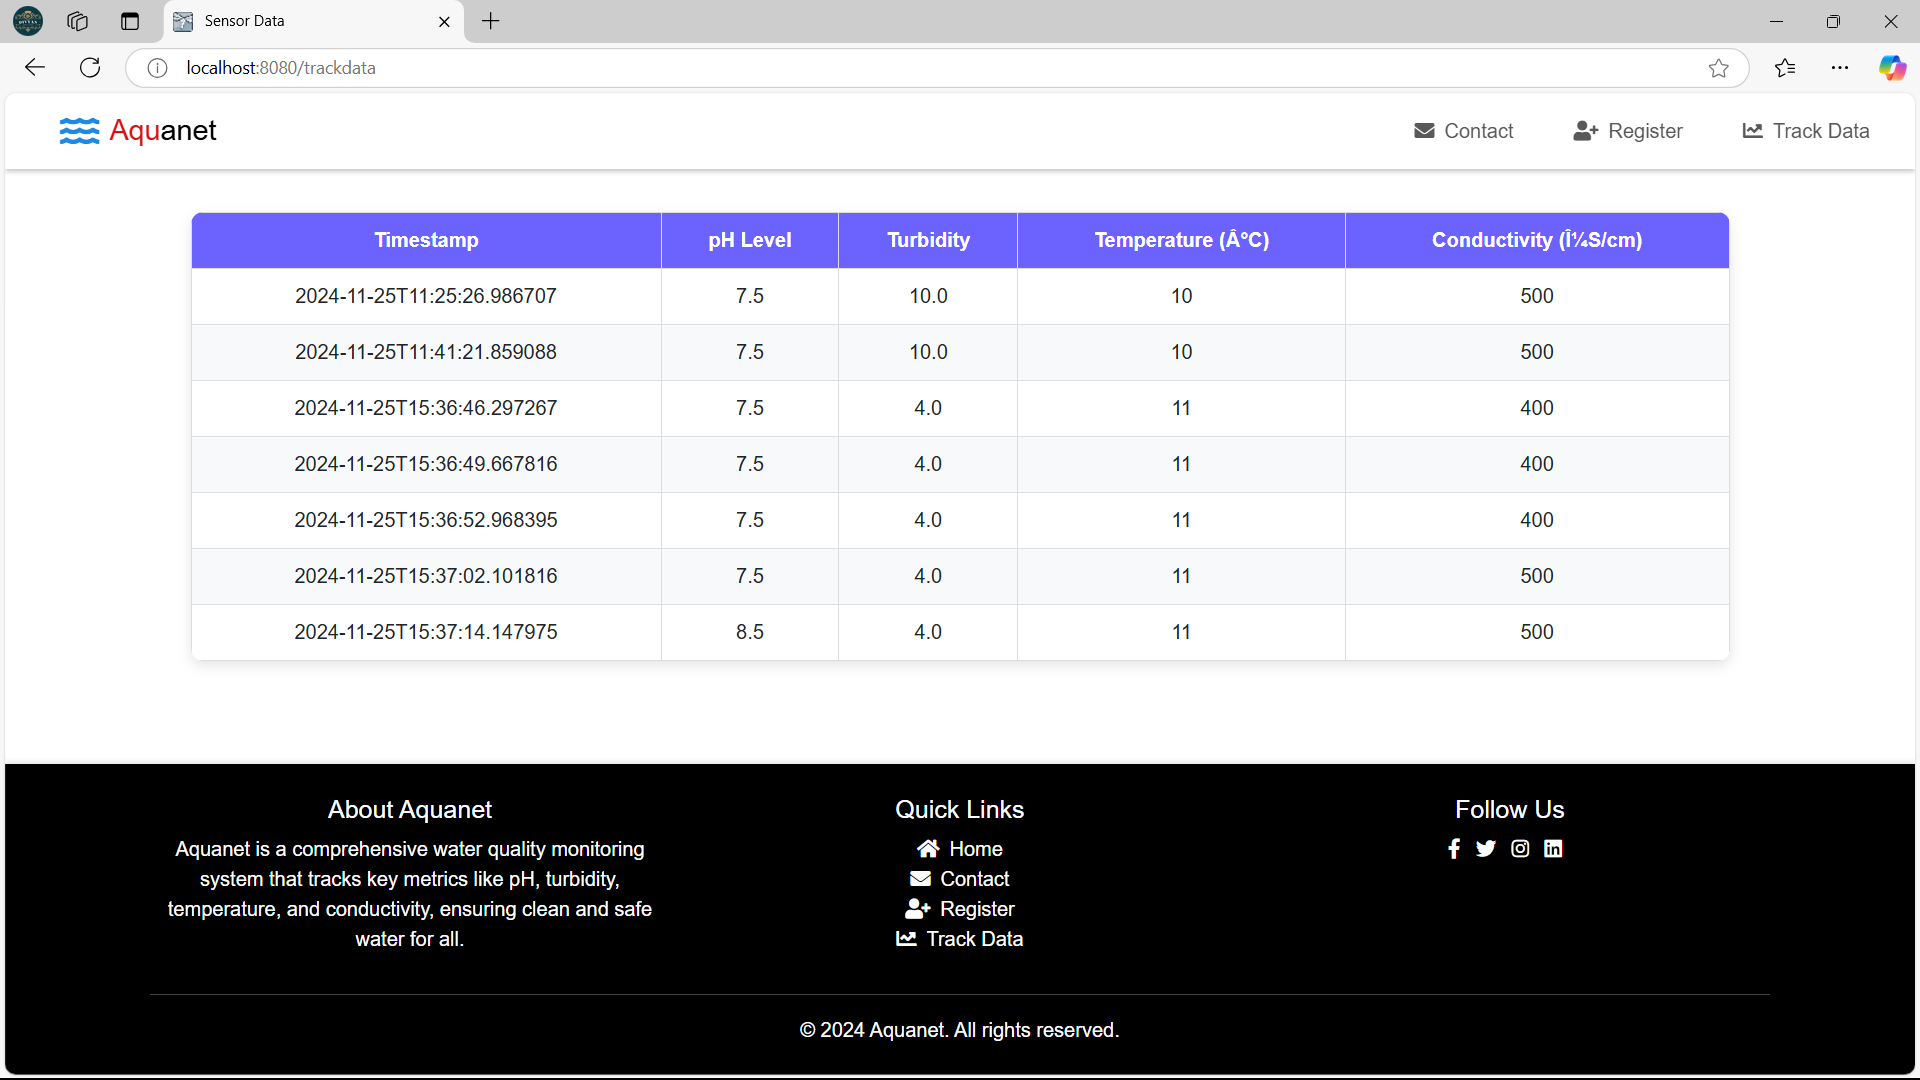 Sensor Data
localhost:8080/trackdata
Aquanet Contact Register Track Data
Timestamp pH Level Turbidity Temperature (ÂºC) Conductivity (Î¼S/cm)
2024-11-25T11:25:26.986707 7.5 10.0 10 500
2024-11-25T11:41:21.859088 7.5 10.0 10 500
2024-11-25T15:36:46.297267 7.5 4.0 11 400
2024-11-25T15:36:49.667816 7.5 4.0 11 400
2024-11-25T15:36:52.968395 7.5 4.0 11 400
2024-11-25T15:37:02.101816 7.5 4.0 11 500
2024-11-25T15:37:14.147975 8.5 4.0 11 500
About Aquanet
Aquanet is a comprehensive water quality monitoring
system that tracks key metrics like pH, turbidity,
temperature, and conductivity, ensuring clean and safe
water for all.
Quick Links
Home
Contact
Register
Track Data
Follow Us
© 2024 Aquanet. All rights reserved.